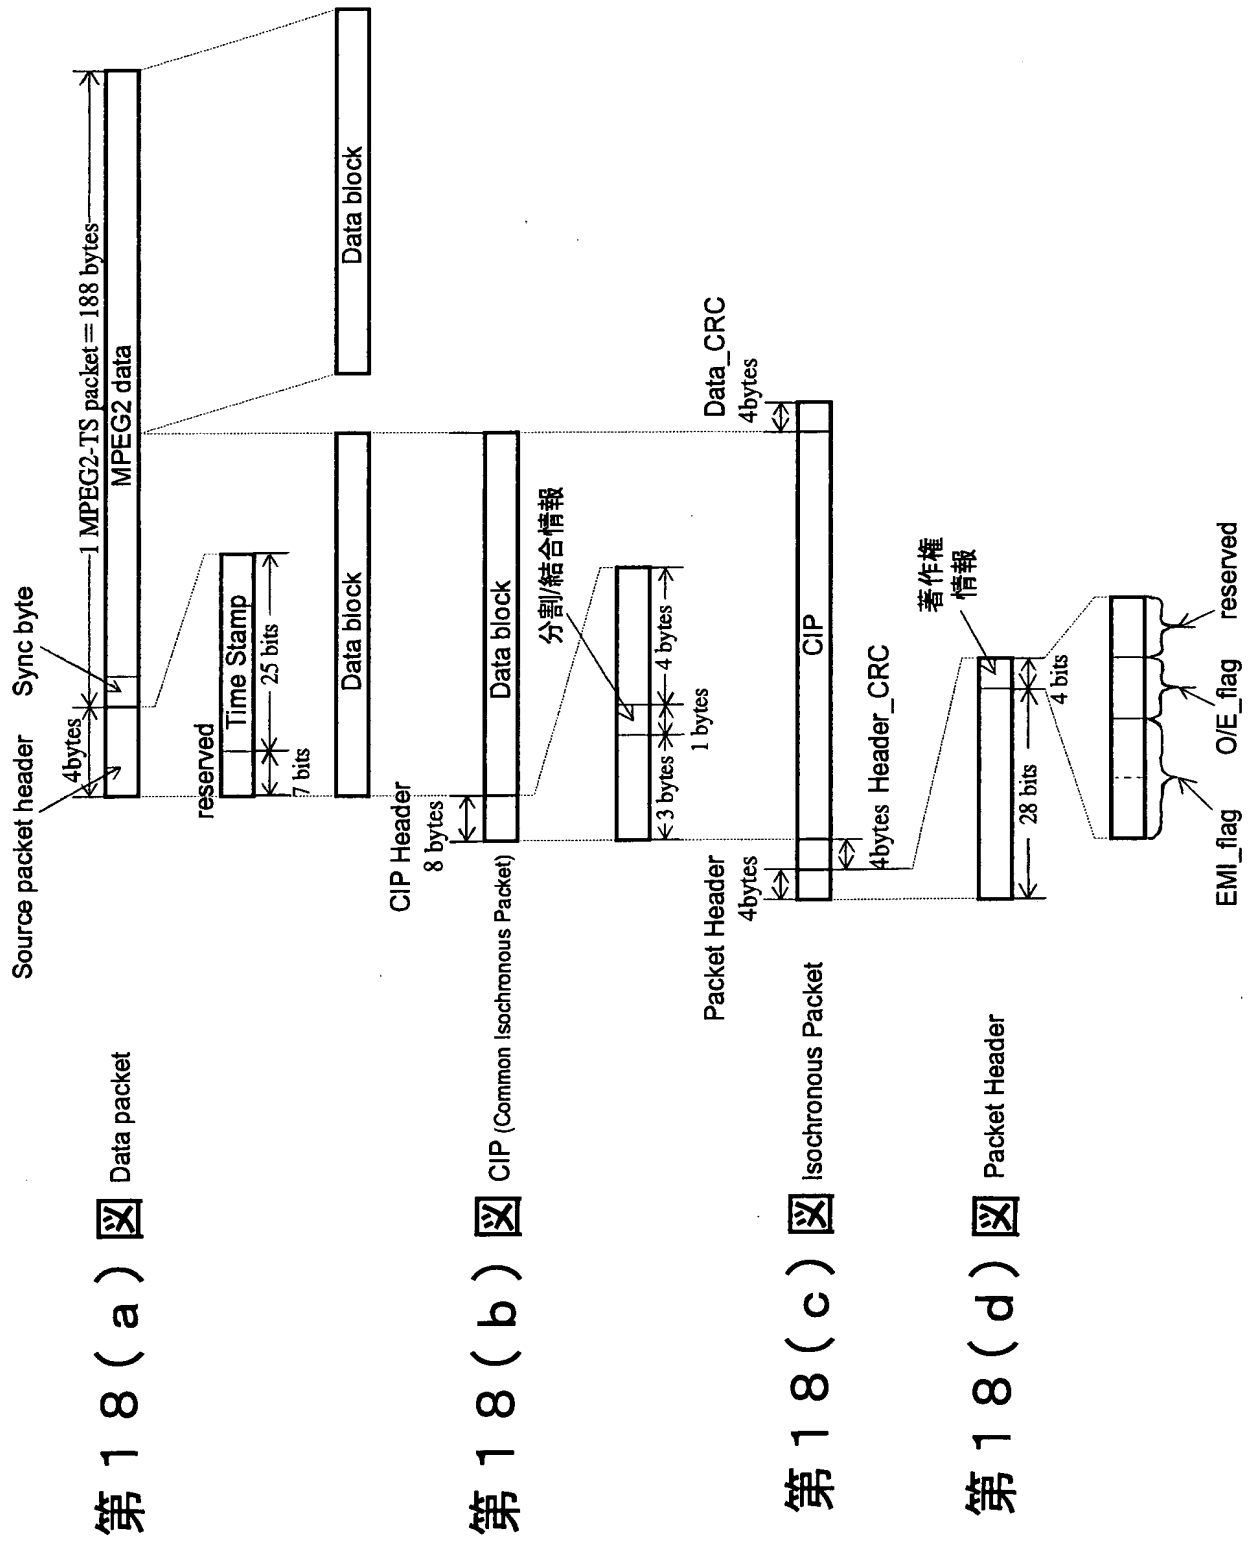 第18(a)図 Data packet
Source packet header
Sync byte
4bytes
1 MPEG2-TS packet=188 bytes
MPEG2 data
reserved
Time Stamp
7 bits
25 bits
Data block
Data block
第18(b)図 CIP (Common Isochronous Packet)
CIP Header
8 bytes
Data block
分割/結合情報
3 bytes
1 bytes
4 bytes
第18(c)図 Isochronous Packet
Packet Header
4bytes
4bytes Header_CRC
CIP
Data_CRC
4bytes
第18(d)図 Packet Header
著作権
情報
28 bits
4 bits
EMI_flag
O/E_flag
reserved